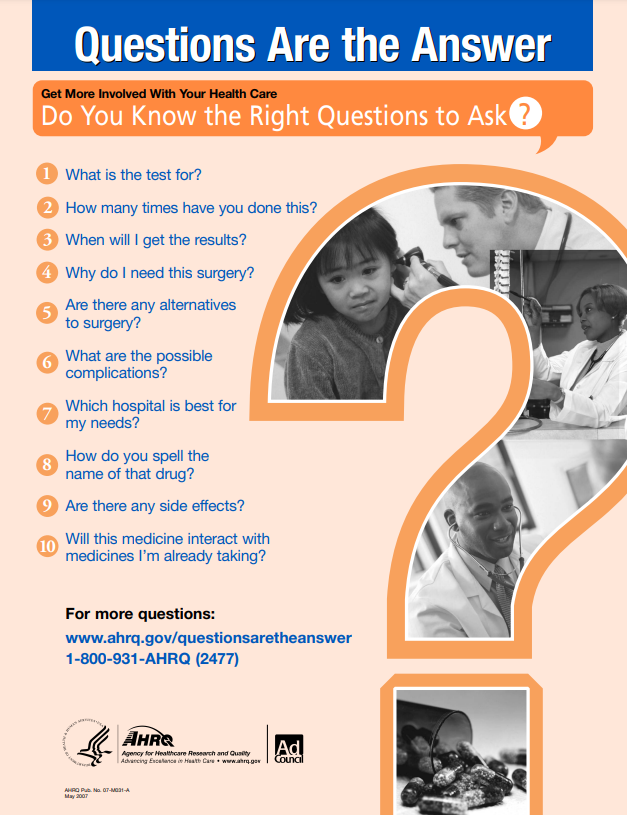 Questions Are the Answer
Get More Involved With Your Health Care
Do You Know the Right Questions to Ask?
1 What is the test for?
2 How many times have you done this?
3 When will I get the results?
4 Why do I need this surgery?
5 Are there any alternatives
to surgery?
6 What are the possible
complications?
7 Which hospital is best for
my needs?
8 How do you spell the
name of that drug?
9 Are there any side effects?
10 Will this medicine interact with
medicines I'm already taking?
For more questions:
www.ahrq.gov/questionsaretheanswer
1-800-931-AHRQ (2477)
AHRQ
Agency for Healthcare Research and Quality
Advancing Excellence in Health Care • www.ahrq.gov
Ad
Council
AHRQ Pub. No. 07-M031-A
May 2007